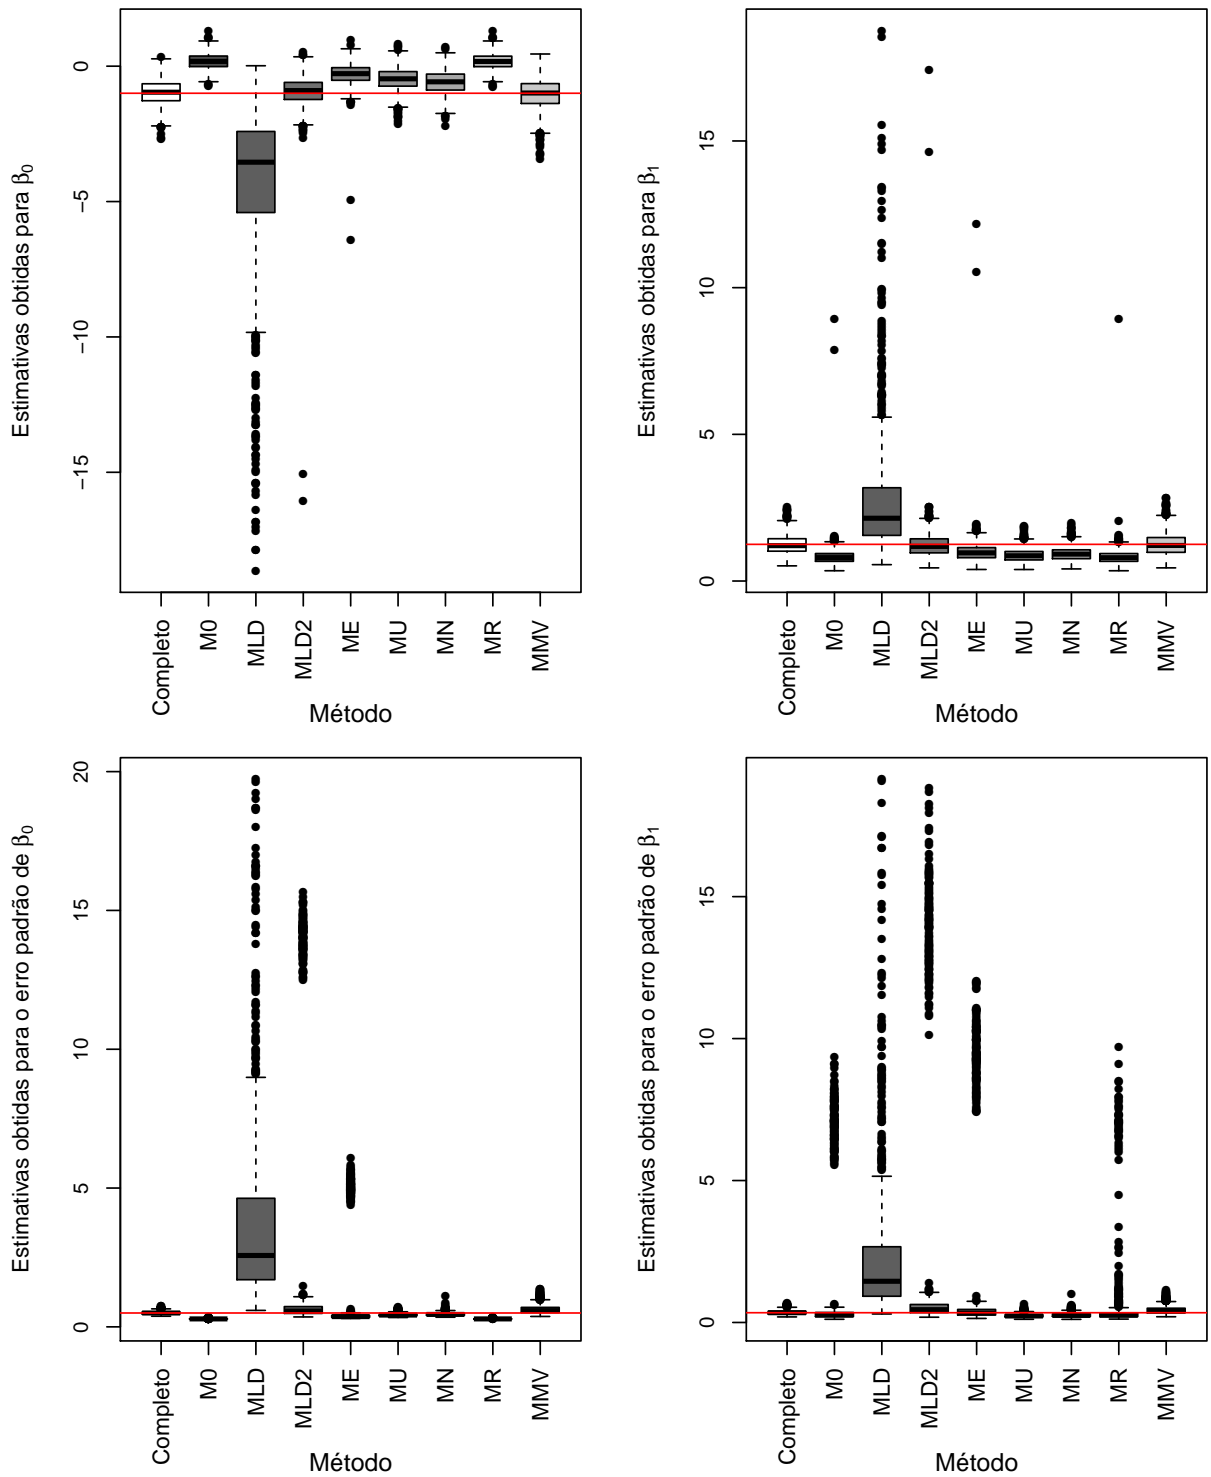 Estimativas obtidas para β₀
0
−5
−10
−15
Completo
M0
MLD
MLD2
ME
MU
MN
MR
MMV
Método
Estimativas obtidas para β₁
15
10
5
0
Completo
M0
MLD
MLD2
ME
MU
MN
MR
MMV
Método
Estimativas obtidas para o erro padrão de β₀
20
15
10
5
0
Completo
M0
MLD
MLD2
ME
MU
MN
MR
MMV
Método
Estimativas obtidas para o erro padrão de β₁
15
10
5
0
Completo
M0
MLD
MLD2
ME
MU
MN
MR
MMV
Método